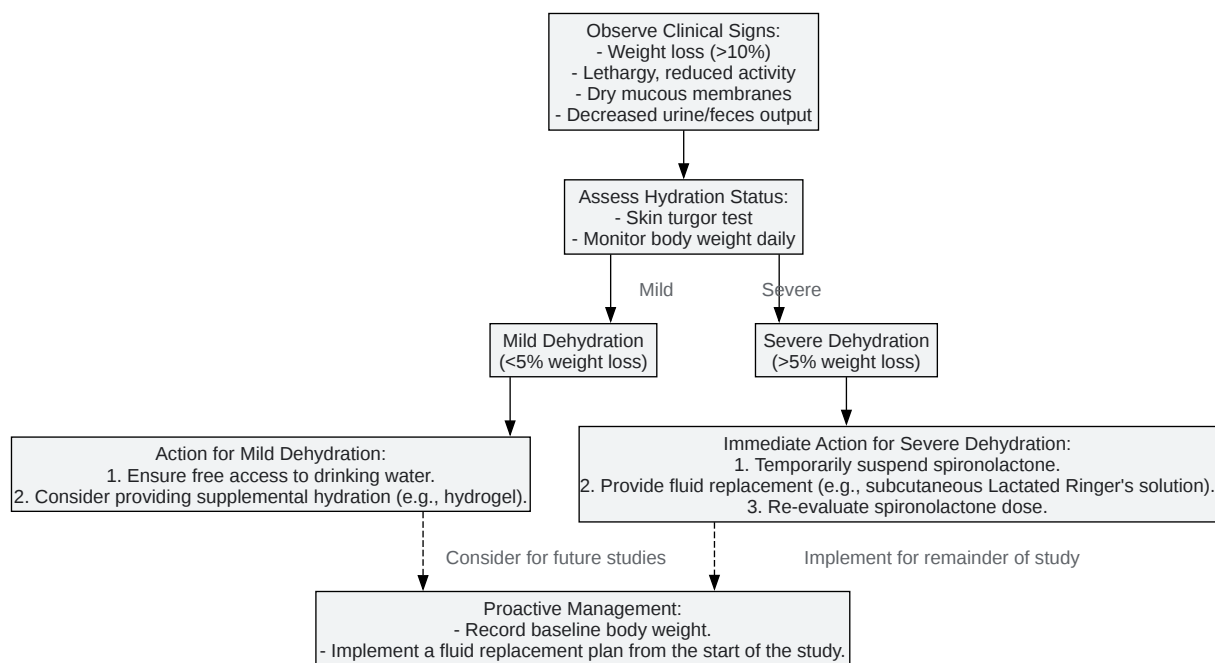 Observe Clinical Signs:
- Weight loss (>10%)
- Lethargy, reduced activity
- Dry mucous membranes
- Decreased urine/feces output
Assess Hydration Status:
- Skin turgor test
- Monitor body weight daily
Mild
Severe
Mild Dehydration
(<5% weight loss)
Severe Dehydration
(>5% weight loss)
Action for Mild Dehydration:
1. Ensure free access to drinking water.
2. Consider providing supplemental hydration (e.g., hydrogel).
Immediate Action for Severe Dehydration:
1. Temporarily suspend spironolactone.
2. Provide fluid replacement (e.g., subcutaneous Lactated Ringer's solution).
3. Re-evaluate spironolactone dose.
Consider for future studies
Implement for remainder of study
Proactive Management:
- Record baseline body weight.
- Implement a fluid replacement plan from the start of the study.